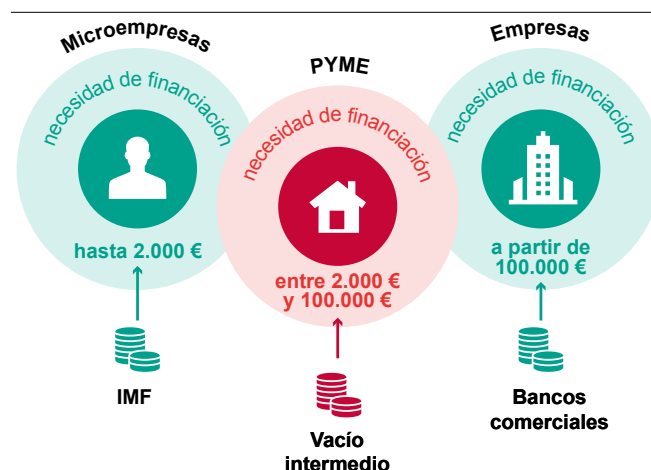 Microempresas
necesidad de financiación
hasta 2.000 €
IMF
PYME
necesidad de financiación
entre 2.000 €
y 100.000 €
Vacío
intermedio
Empresas
necesidad de financiación
a partir de
100.000 €
Bancos
comerciales